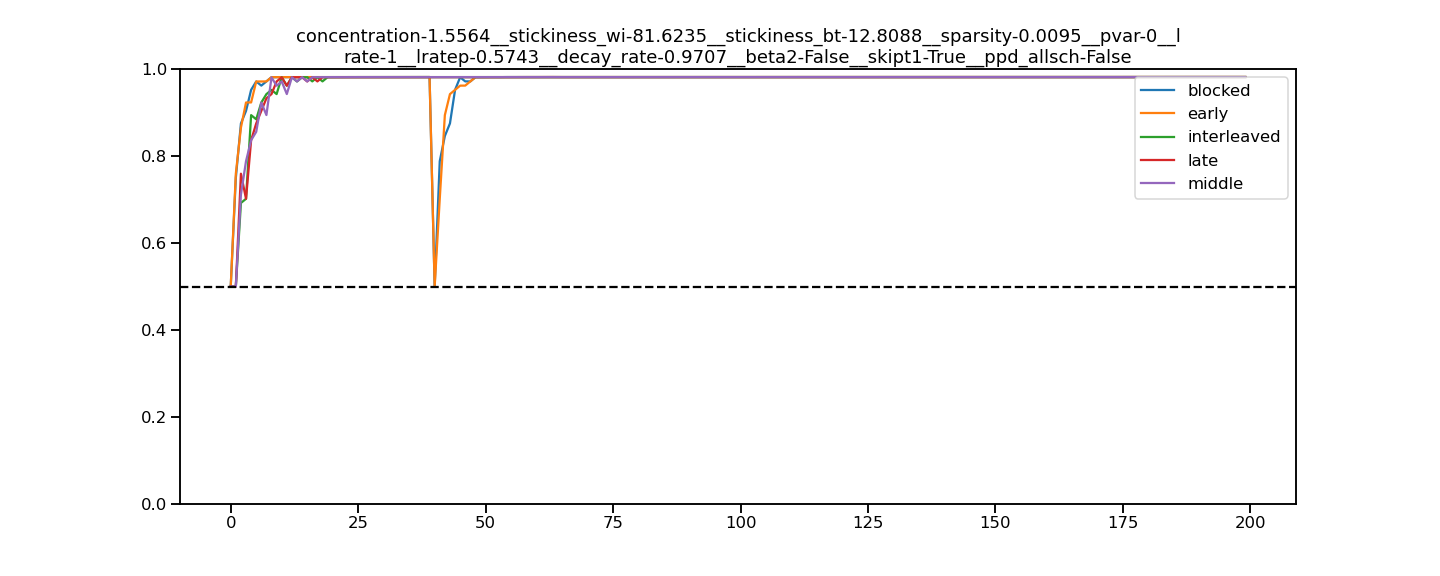 concentration-1.5564__stickiness_wi-81.6235__stickiness_bt-12.8088__sparsity-0.0095__pvar-0__l
rate-1__lratep-0.5743__decay_rate-0.9707__beta2-False__skipt1-True__ppd_allsch-False
1.0
0.8
0.6
0.4
0.2
0.0
blocked
early
interleaved
late
middle
0 25 50 75 100 125 150 175 200